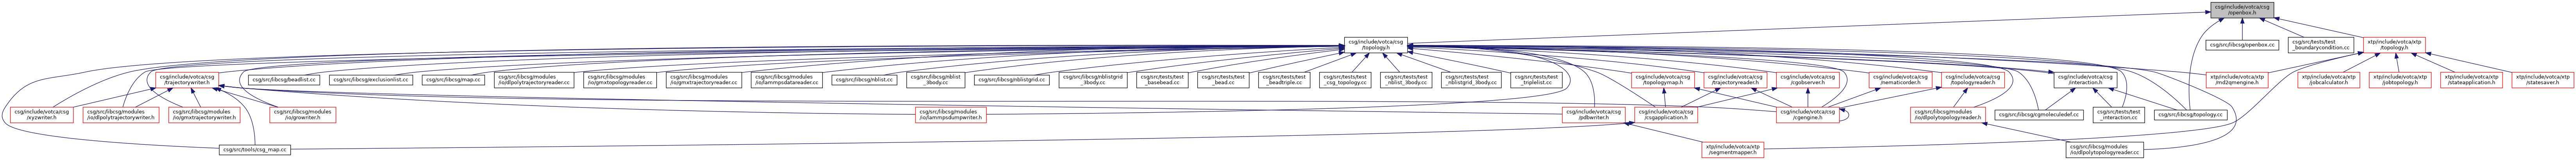 csg/include/votca/csg
/openbox.h
csg/include/votca/csg
/topology.h
csg/src/libcsg/openbox.cc
csg/src/tests/test
_boundarycondition.cc
xtp/include/votca/xtp
/topology.h
csg/include/votca/csg
/trajectorywriter.h
csg/src/libcsg/beadlist.cc
csg/src/libcsg/exclusionlist.cc
csg/src/libcsg/map.cc
csg/src/libcsg/modules
/io/dlpolytrajectoryreader.cc
csg/src/libcsg/modules
/io/gmxtopologyreader.cc
csg/src/libcsg/modules
/io/gmxtrajectoryreader.cc
csg/src/libcsg/modules
/io/lammpsdatareader.cc
csg/src/libcsg/nblist.cc
csg/src/libcsg/nblist
_3body.cc
csg/src/libcsg/nblistgrid.cc
csg/src/libcsg/nblistgrid
_3body.cc
csg/src/tests/test
_basebead.cc
csg/src/tests/test
_bead.cc
csg/src/tests/test
_beadtriple.cc
csg/src/tests/test
_csg_topology.cc
csg/src/tests/test
_nblist_3body.cc
csg/src/tests/test
_nblistgrid_3body.cc
csg/src/tests/test
_triplelist.cc
csg/include/votca/csg
/topologymap.h
csg/include/votca/csg
/trajectoryreader.h
csg/include/votca/csg
/cgobserver.h
csg/include/votca/csg
/nematicorder.h
csg/include/votca/csg
/topologyreader.h
csg/include/votca/csg
/interaction.h
xtp/include/votca/xtp
/md2qmengine.h
xtp/include/votca/xtp
/jobcalculator.h
xtp/include/votca/xtp
/jobtopology.h
xtp/include/votca/xtp
/stateapplication.h
xtp/include/votca/xtp
/statesaver.h
csg/include/votca/csg
/xyzwriter.h
csg/src/libcsg/modules
/io/dlpolytrajectorywriter.h
csg/src/libcsg/modules
/io/gmxtrajectorywriter.h
csg/src/libcsg/modules
/io/growriter.h
csg/src/libcsg/modules
/io/lammpsdumpwriter.h
csg/include/votca/csg
/pdbwriter.h
csg/include/votca/csg
/csgapplication.h
csg/include/votca/csg
/cgengine.h
csg/src/libcsg/modules
/io/dlpolytopologyreader.h
csg/src/libcsg/cgmoleculedef.cc
csg/src/tests/test
_interaction.cc
csg/src/libcsg/topology.cc
csg/src/tools/csg_map.cc
xtp/include/votca/xtp
/segmentmapper.h
csg/src/libcsg/modules
/io/dlpolytopologyreader.cc